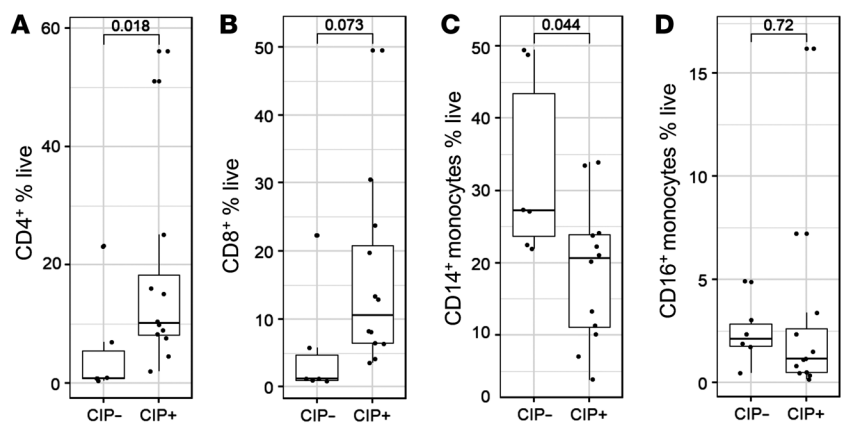 A
CD4⁺ % live
60
40
20
0
0.018
CIP–
CIP+
B
CD8⁺ % live
50
40
30
20
10
0
0.073
CIP–
CIP+
C
CD14⁺ monocytes % live
50
40
30
20
10
0
0.044
CIP–
CIP+
D
CD16⁺ monocytes % live
15
10
5
0
0.72
CIP–
CIP+